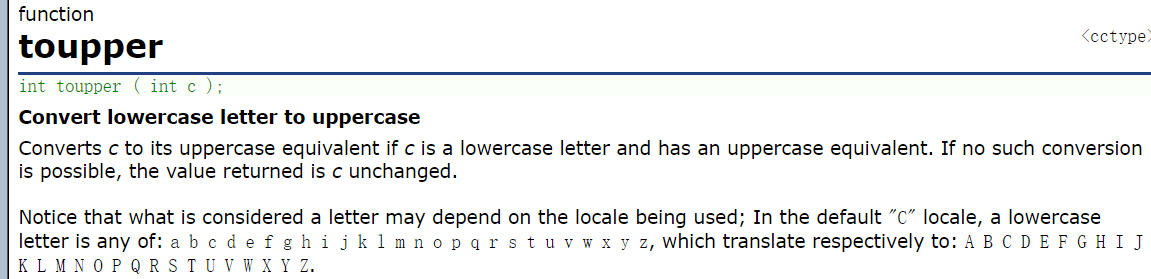 function
toupper
<cctype>
int toupper ( int c );
Convert lowercase letter to uppercase
Converts c to its uppercase equivalent if c is a lowercase letter and has an uppercase equivalent. If no such conversion
is possible, the value returned is c unchanged.
Notice that what is considered a letter may depend on the locale being used; In the default "C" locale, a lowercase
letter is any of: a b c d e f g h i j k l m n o p q r s t u v w x y z, which translate respectively to: A B C D E F G H I J
K L M N O P Q R S T U V W X Y Z.